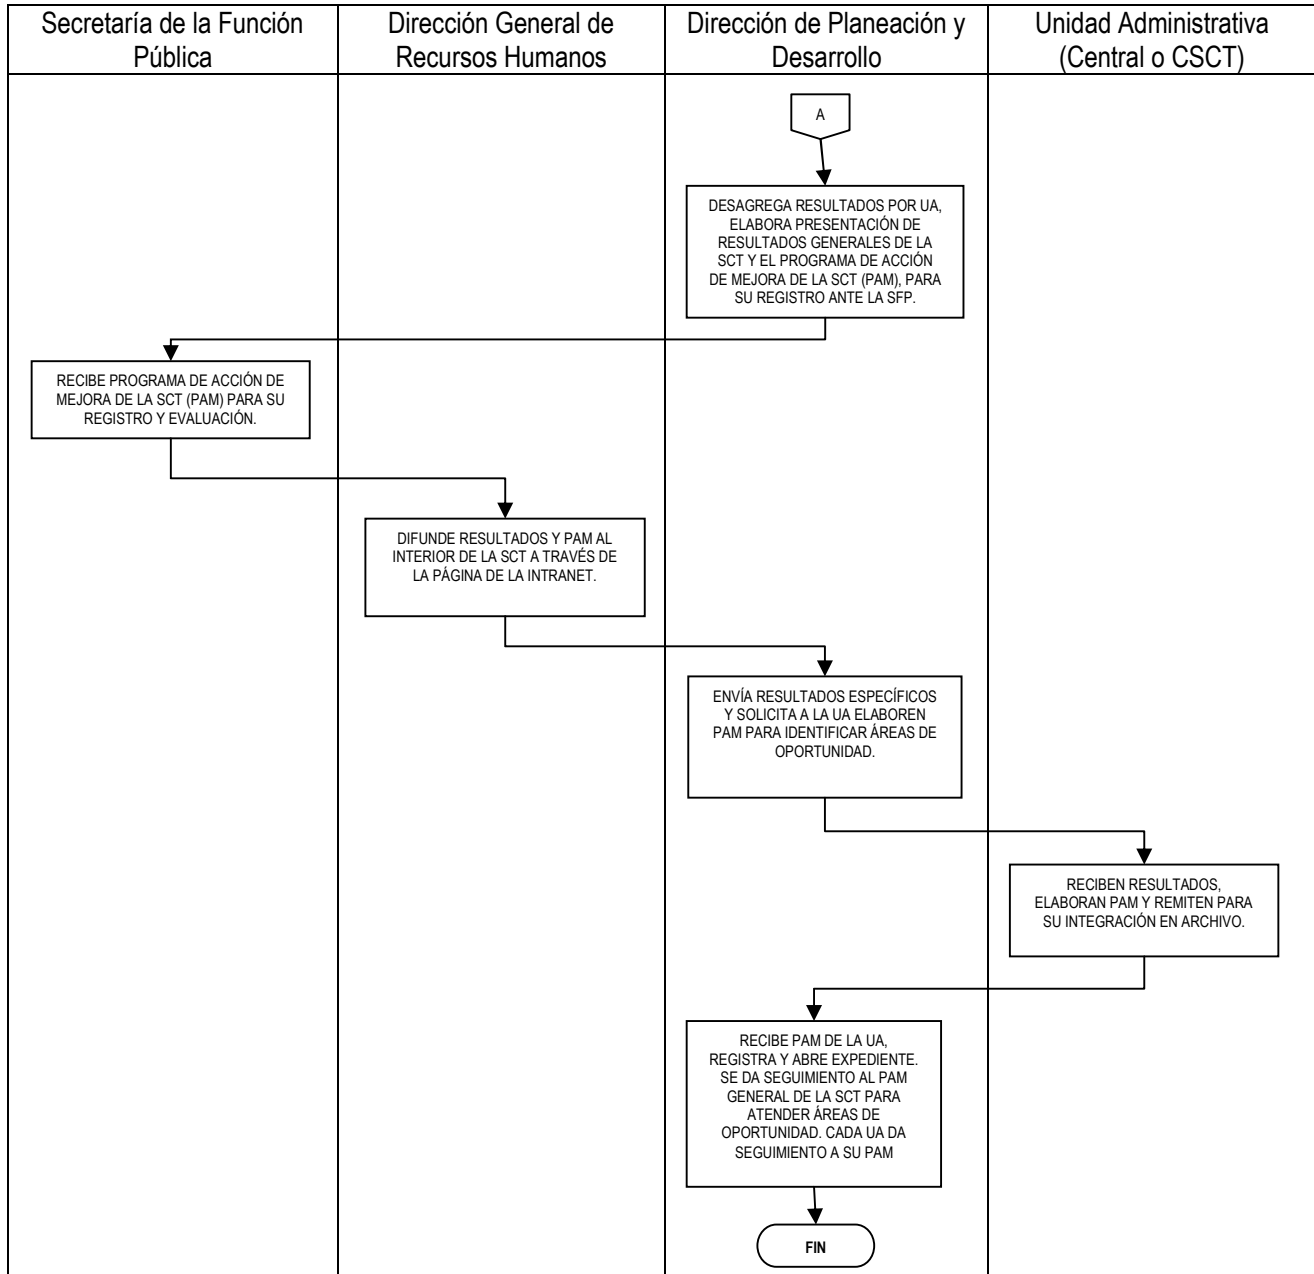 Secretaría de la Función
Pública
Dirección General de
Recursos Humanos
Dirección de Planeación y
Desarrollo
Unidad Administrativa
(Central o CSCT)
A
DESAGREGA RESULTADOS POR UA,
ELABORA PRESENTACIÓN DE
RESULTADOS GENERALES DE LA
SCT Y EL PROGRAMA DE ACCIÓN
DE MEJORA DE LA SCT (PAM), PARA
SU REGISTRO ANTE LA SFP.
RECIBE PROGRAMA DE ACCIÓN DE
MEJORA DE LA SCT (PAM) PARA SU
REGISTRO Y EVALUACIÓN.
DIFUNDE RESULTADOS Y PAM AL
INTERIOR DE LA SCT A TRAVÉS DE
LA PÁGINA DE LA INTRANET.
ENVÍA RESULTADOS ESPECÍFICOS
Y SOLICITA A LA UA ELABOREN
PAM PARA IDENTIFICAR ÁREAS DE
OPORTUNIDAD.
RECIBEN RESULTADOS,
ELABORAN PAM Y REMITEN PARA
SU INTEGRACIÓN EN ARCHIVO.
RECIBE PAM DE LA UA,
REGISTRA Y ABRE EXPEDIENTE.
SE DA SEGUIMIENTO AL PAM
GENERAL DE LA SCT PARA
ATENDER ÁREAS DE
OPORTUNIDAD. CADA UA DA
SEGUIMIENTO A SU PAM
FIN